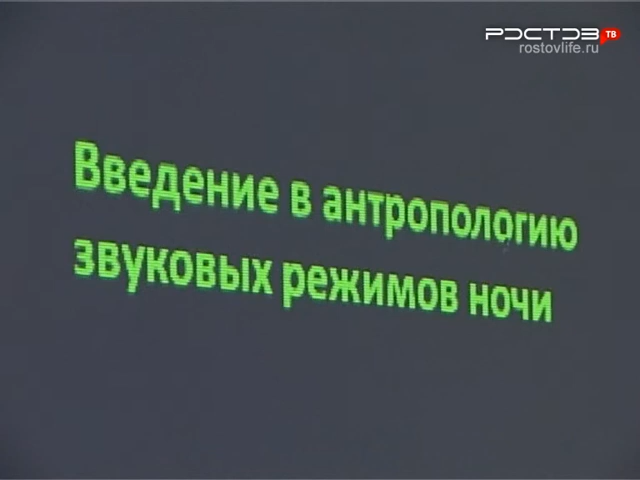 РОСТОВ ТВ
rostovlife.ru
Введение в антропологию
звуковых режимов ночи